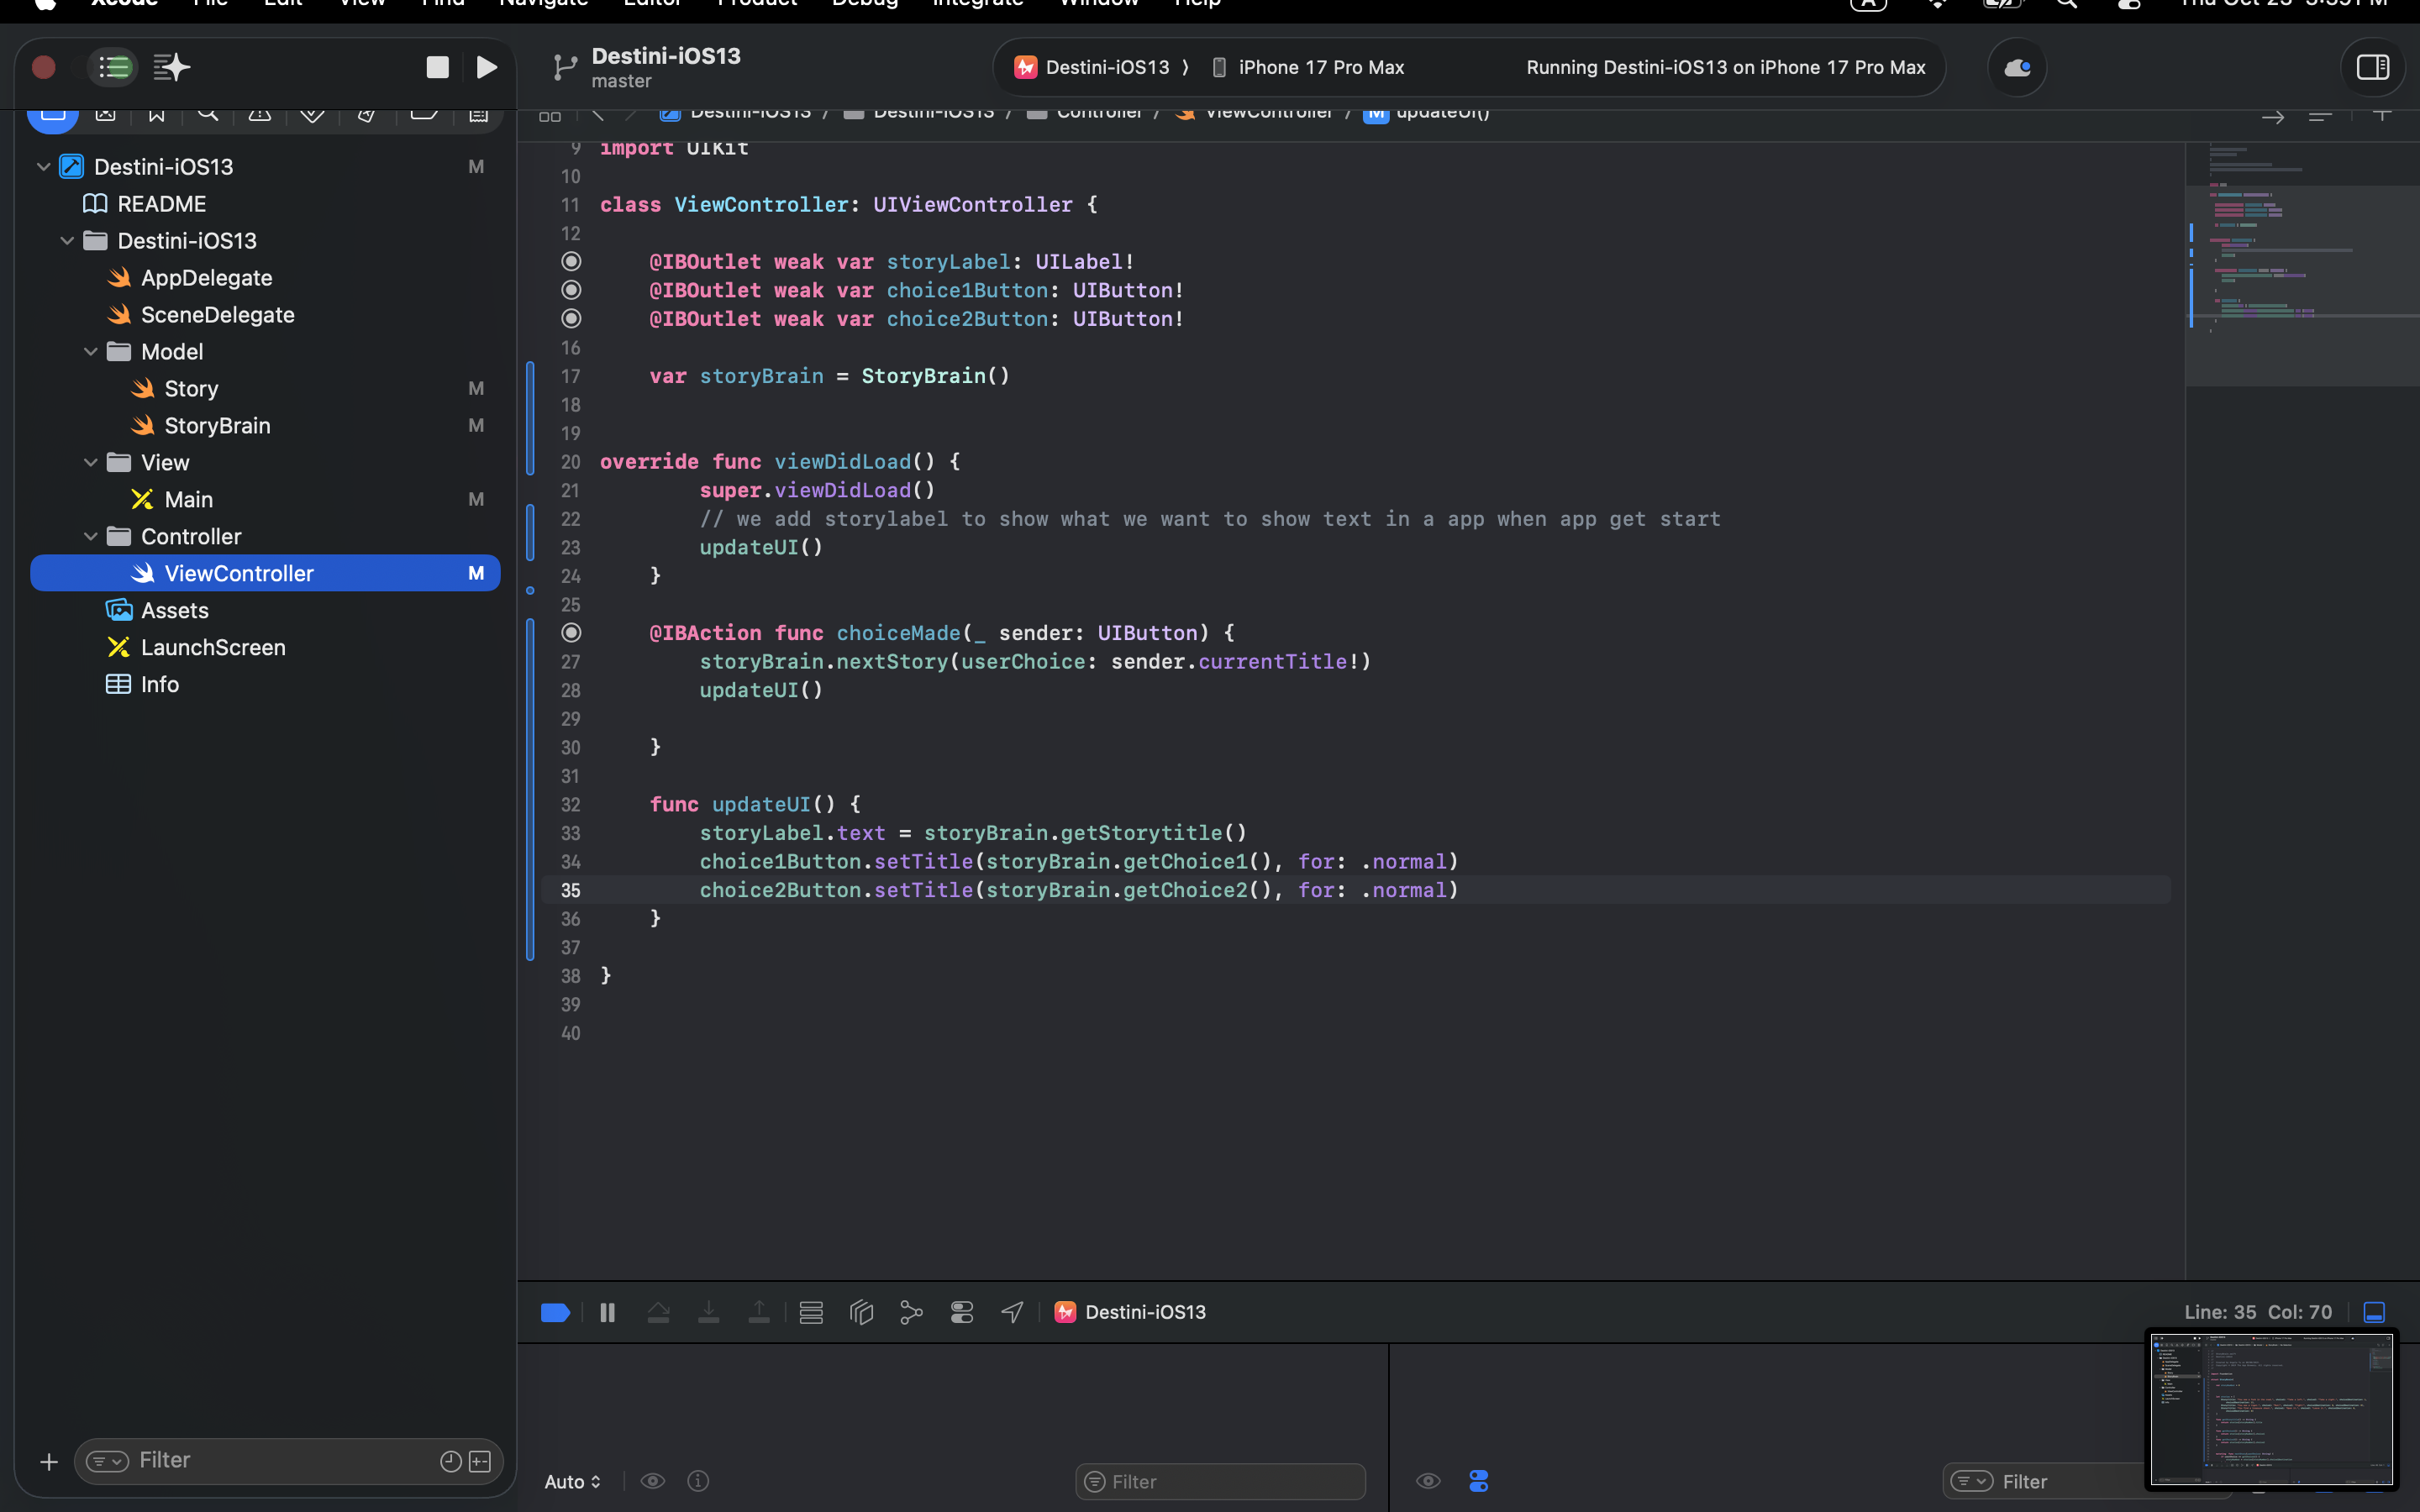 Xcode File Edit View Find Navigate Editor Product Debug Integrate Window Help
A
Destini-iOS13
master
Destini-iOS13 ⟩ iPhone 17 Pro Max
Running Destini-iOS13 on iPhone 17 Pro Max
Destini-iOS13 / Destini-iOS13 / Controller / ViewController / M updateUI()
Destini-iOS13 M
README
Destini-iOS13
AppDelegate
SceneDelegate
Model
Story M
StoryBrain M
View
Main M
Controller
ViewController M
Assets
LaunchScreen
Info
9 import UIKit
10
11 class ViewController: UIViewController {
12
@IBOutlet weak var storyLabel: UILabel!
@IBOutlet weak var choice1Button: UIButton!
@IBOutlet weak var choice2Button: UIButton!
16
17 var storyBrain = StoryBrain()
18
19
20 override func viewDidLoad() {
21 super.viewDidLoad()
22 // we add storylabel to show what we want to show text in a app when app get start
23 updateUI()
24 }
25
@IBAction func choiceMade(_ sender: UIButton) {
27 storyBrain.nextStory(userChoice: sender.currentTitle!)
28 updateUI()
29
30 }
31
32 func updateUI() {
33 storyLabel.text = storyBrain.getStorytitle()
34 choice1Button.setTitle(storyBrain.getChoice1(), for: .normal)
35 choice2Button.setTitle(storyBrain.getChoice2(), for: .normal)
36 }
37
38 }
39
40
Destini-iOS13
Line: 35 Col: 70
Filter
Auto
Filter
Filter